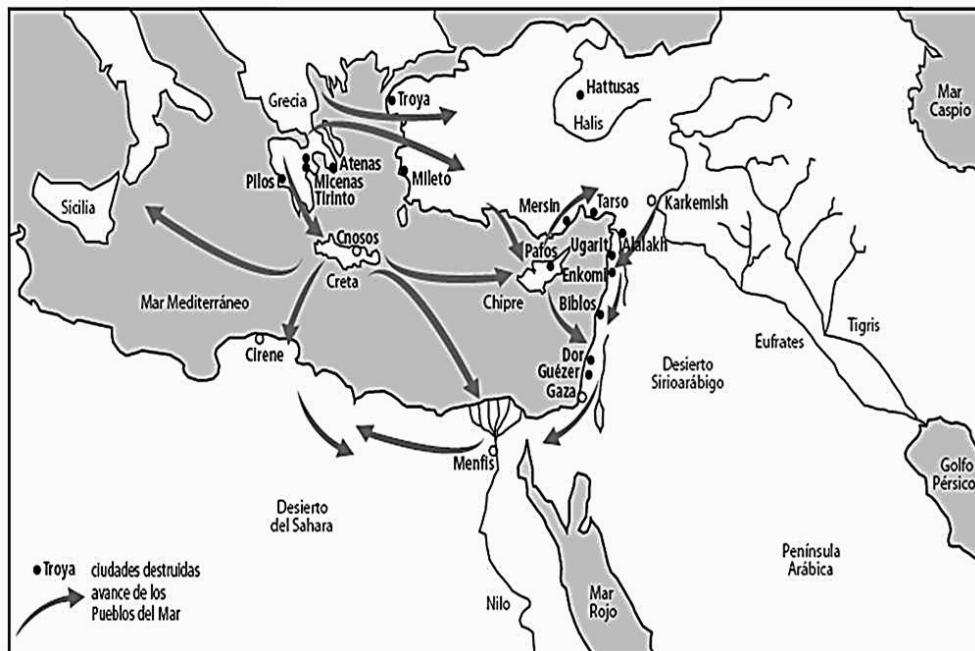 Grecia
Troya
Hattusas
Halis
Mar
Caspio
Atenas
Pilos
Micenas
Tirinto
Mileto
Sicilia
Mersin
Tarso
Karkemish
Cnosos
Creta
Pafos
Ugarit
Alalakh
Enkomi
Chipre
Biblos
Mar Mediterráneo
Cirene
Dor
Guézer
Gaza
Desierto
Sirioarábigo
Eufrates
Tigris
Menfis
Golfo
Pérsico
Desierto
del Sahara
Península
Arábica
Nilo
Mar
Rojo
Troya ciudades destruidas
avance de los
Pueblos del Mar